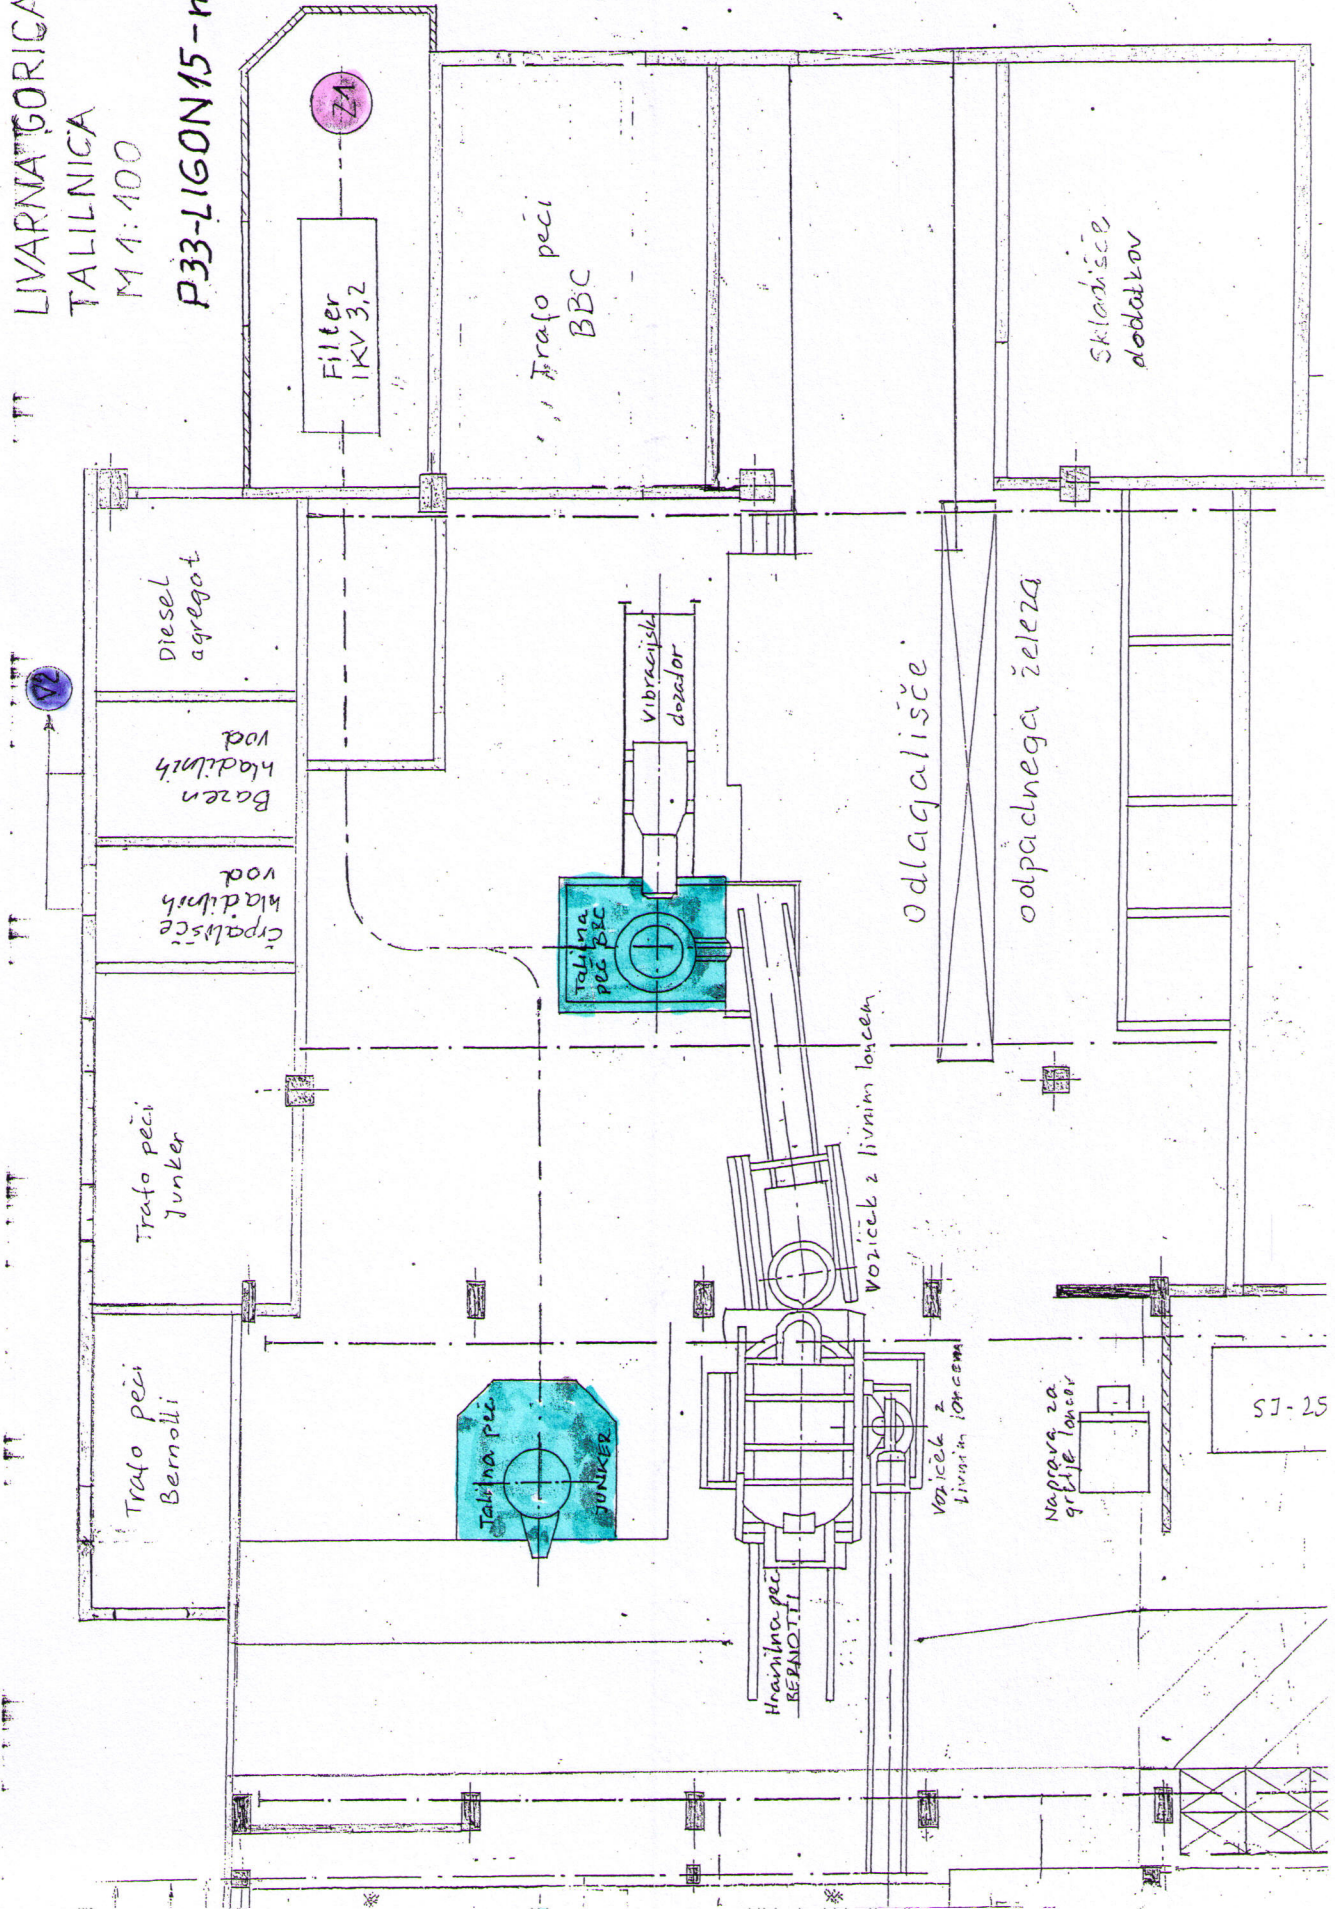 LIVARNA GORICA
TALILNICA
M 1:100
P33-LIGON15-
Z1
Filter
IKV 3,2
Trafo peči
BBC
Skladišče
dodatkov
V2
Diesel
agregat
Bazen
hladilnih
vod
Črpališče
hladilnih
vod
Trafo peči
Junker
Trafo peči
Bernotti
Vibracijski
dozator
Talilna
peč BBC
odlagališče
odpadnega železa
Voziček z livnim loncem
Talilna peč
JUNKER
Voziček z
livnim loncem
Hranilna peč
BERNOTTI
Naprava za
gretje loncev
SJ-25